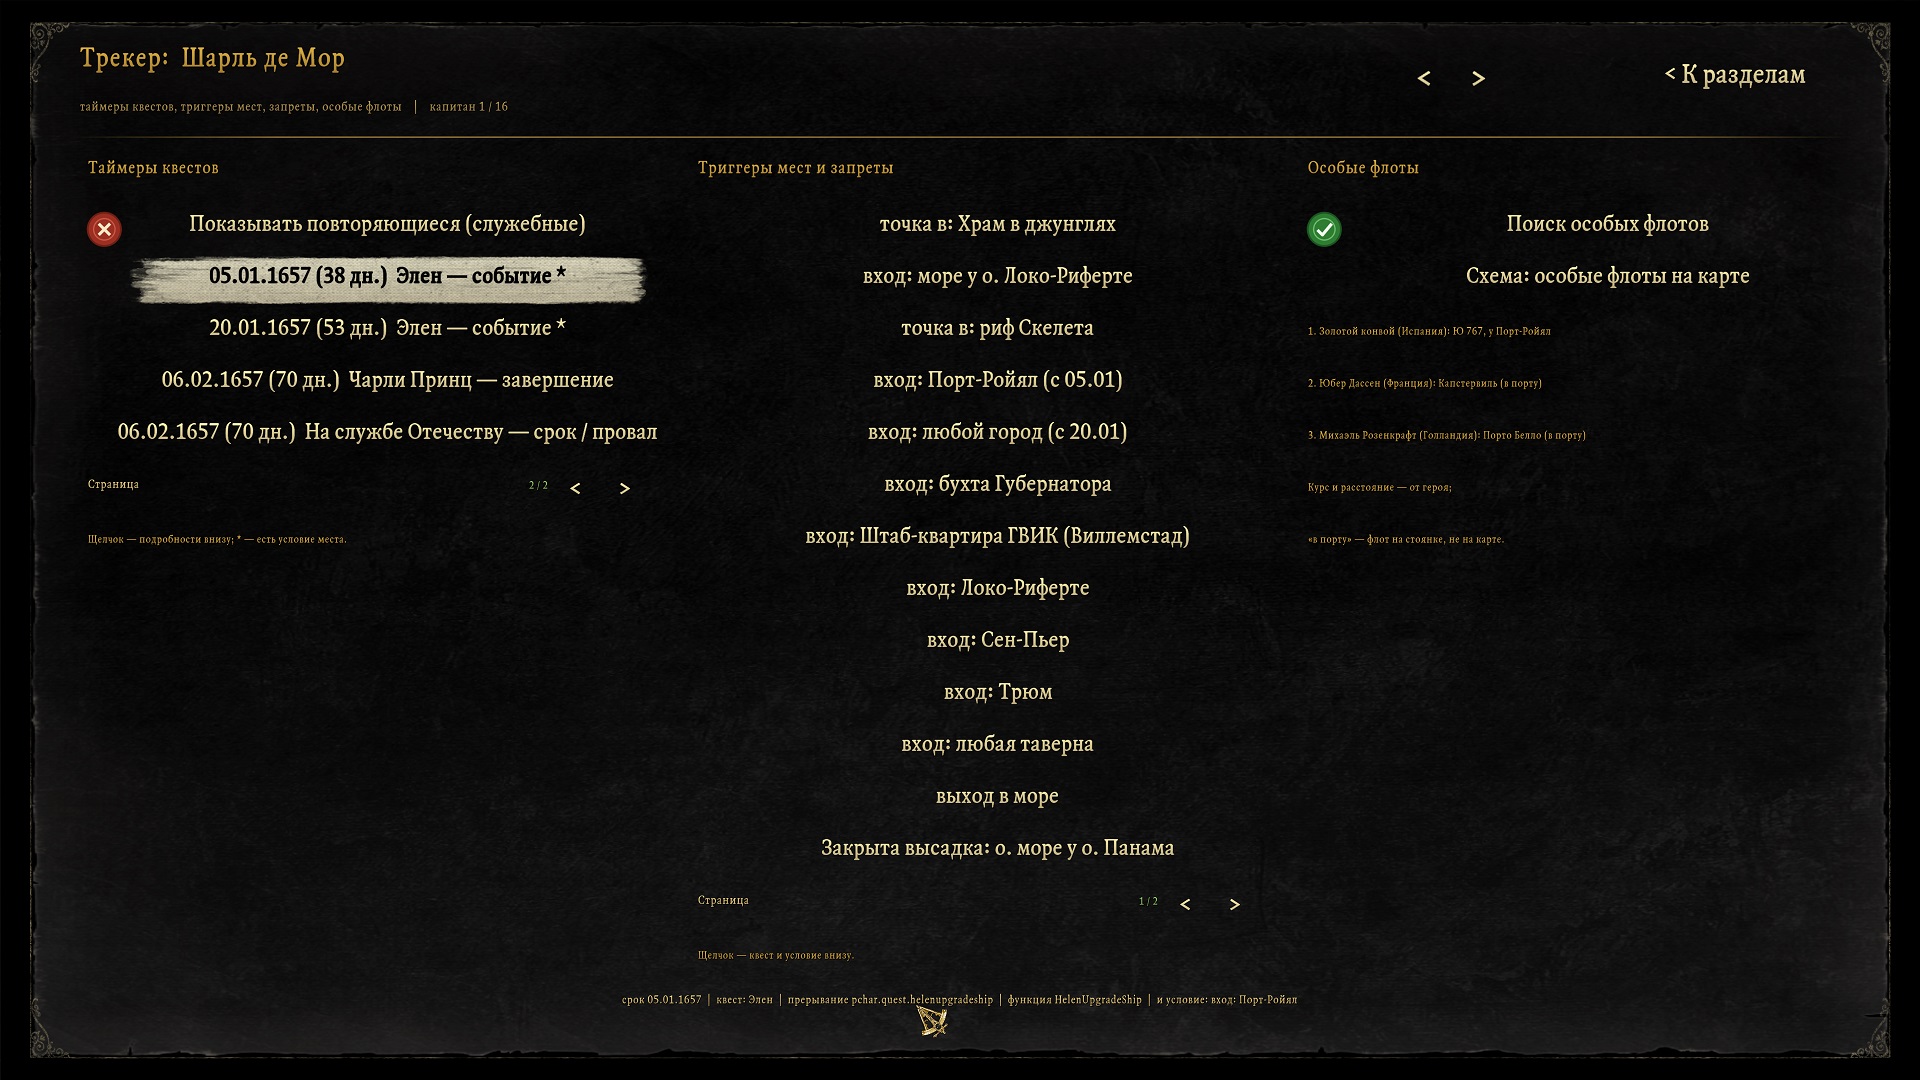 Трекер: Шарль де Мор
таймеры квестов, триггеры мест, запреты, особые флоты | капитан 1 / 16
< >
< К разделам
Таймеры квестов
Показывать повторяющиеся (служебные)
05.01.1657 (38 дн.) Элен — событие *
20.01.1657 (53 дн.) Элен — событие *
06.02.1657 (70 дн.) Чарли Принц — завершение
06.02.1657 (70 дн.) На службе Отечеству — срок / провал
Страница 2 / 2 < >
Щелчок — подробности внизу; * — есть условие места.
Триггеры мест и запреты
точка в: Храм в джунглях
вход: море у о. Локо-Риферте
точка в: риф Скелета
вход: Порт-Ройял (с 05.01)
вход: любой город (с 20.01)
вход: бухта Губернатора
вход: Штаб-квартира ГВИК (Виллемстад)
вход: Локо-Риферте
вход: Сен-Пьер
вход: Трюм
вход: любая таверна
выход в море
Закрыта высадка: о. море у о. Панама
Страница 1 / 2 < >
Щелчок — квест и условие внизу.
Особые флоты
Поиск особых флотов
Схема: особые флоты на карте
1. Золотой конвой (Испания): Ю 767, у Порт-Ройял
2. Юбер Дассен (Франция): Капстервиль (в порту)
3. Михаэль Розенкрафт (Голландия): Порто Белло (в порту)
Курс и расстояние — от героя;
«в порту» — флот на стоянке, не на карте.
срок 05.01.1657 | квест: Элен | прерывание pchar.quest.helenupgradeship | функция HelenUpgradeShip | и условие: вход: Порт-Ройял